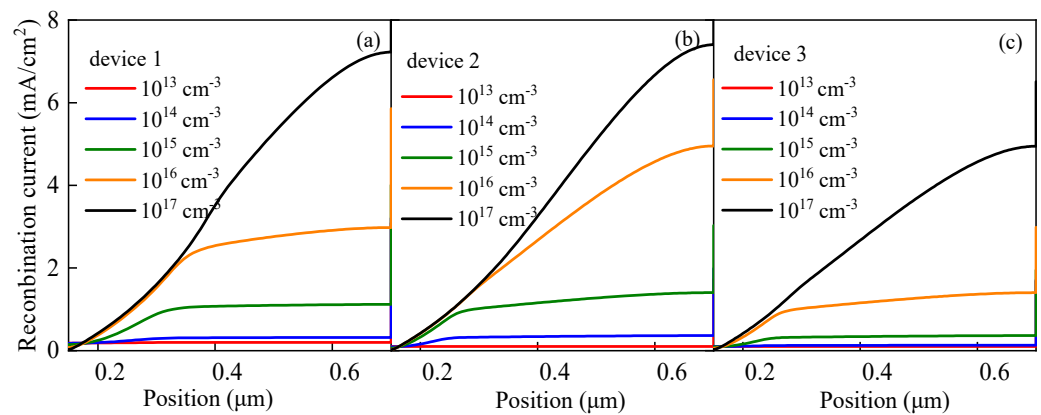 Reconbination current (mA/cm²)
8
6
4
2
0
(a)
device 1
10¹³ cm⁻³
10¹⁴ cm⁻³
10¹⁵ cm⁻³
10¹⁶ cm⁻³
10¹⁷ cm⁻³
0.2 0.4 0.6
Position (μm)
(b)
device 2
10¹³ cm⁻³
10¹⁴ cm⁻³
10¹⁵ cm⁻³
10¹⁶ cm⁻³
10¹⁷ cm⁻³
0.2 0.4 0.6
Position (μm)
(c)
device 3
10¹³ cm⁻³
10¹⁴ cm⁻³
10¹⁵ cm⁻³
10¹⁶ cm⁻³
10¹⁷ cm⁻³
0.2 0.4 0.6
Position (μm)